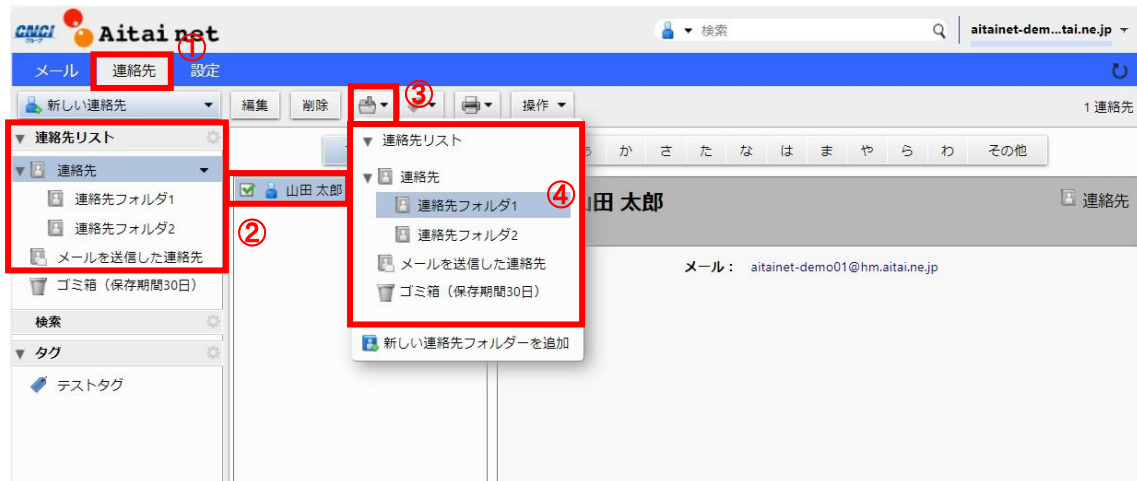 CNCI グループ Aitai net
検索
aitainet-dem...tai.ne.jp
①
メール 連絡先 設定
新しい連絡先 編集 削除 ③ 操作 1 連絡先
連絡先リスト
連絡先
連絡先フォルダ1
連絡先フォルダ2
メールを送信した連絡先
ゴミ箱（保存期間30日）
検索
タグ
テストタグ
②
山田 太郎
連絡先リスト
連絡先
連絡先フォルダ1
連絡先フォルダ2
メールを送信した連絡先
ゴミ箱（保存期間30日）
新しい連絡先フォルダーを追加
④
か さ た な は ま や ら わ その他
田 太郎
連絡先
メール： aitainet-demo01@hm.aitai.ne.jp